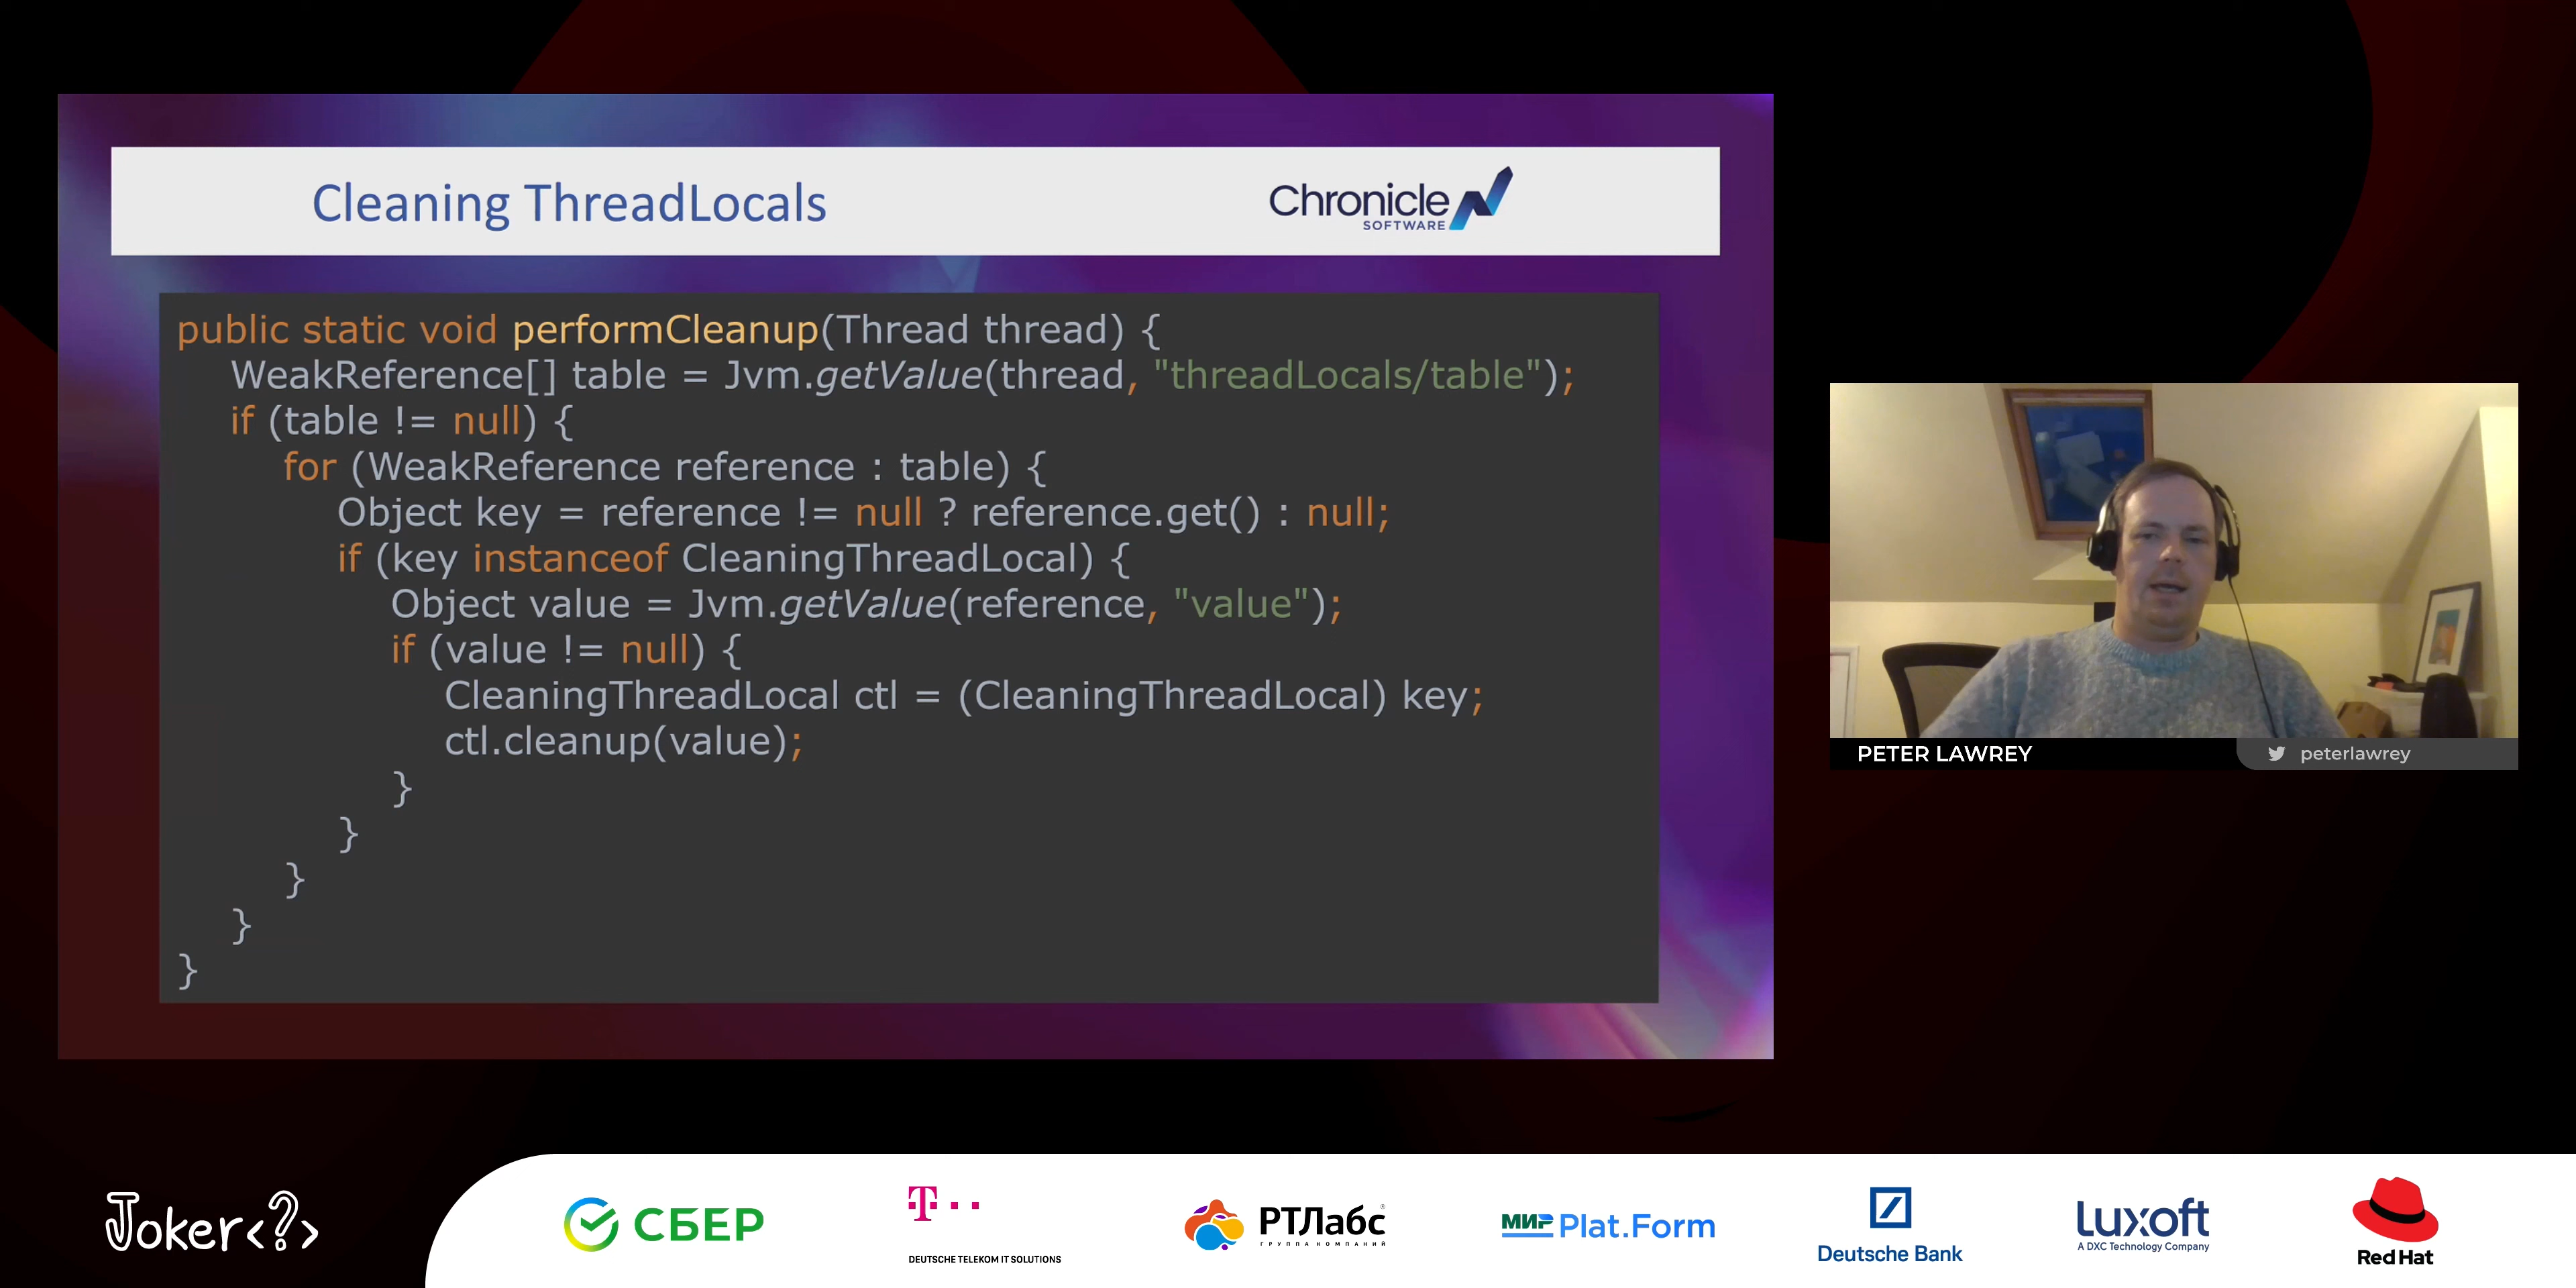 Cleaning ThreadLocals
Chronicle
SOFTWARE
public static void performCleanup(Thread thread) {
WeakReference[] table = Jvm.getValue(thread, "threadLocals/table");
if (table != null) {
for (WeakReference reference : table) {
Object key = reference != null ? reference.get() : null;
if (key instanceof CleaningThreadLocal) {
Object value = Jvm.getValue(reference, "value");
if (value != null) {
CleaningThreadLocal ctl = (CleaningThreadLocal) key;
ctl.cleanup(value);
}
}
}
}
}
PETER LAWREY
peterlawrey
Joker<?>
СБЕР
T
DEUTSCHE TELEKOM IT SOLUTIONS
РТЛабс
ГРУППА КОМПАНИЙ
МИР Plat.Form
Deutsche Bank
Luxoft
A DXC Technology Company
Red Hat